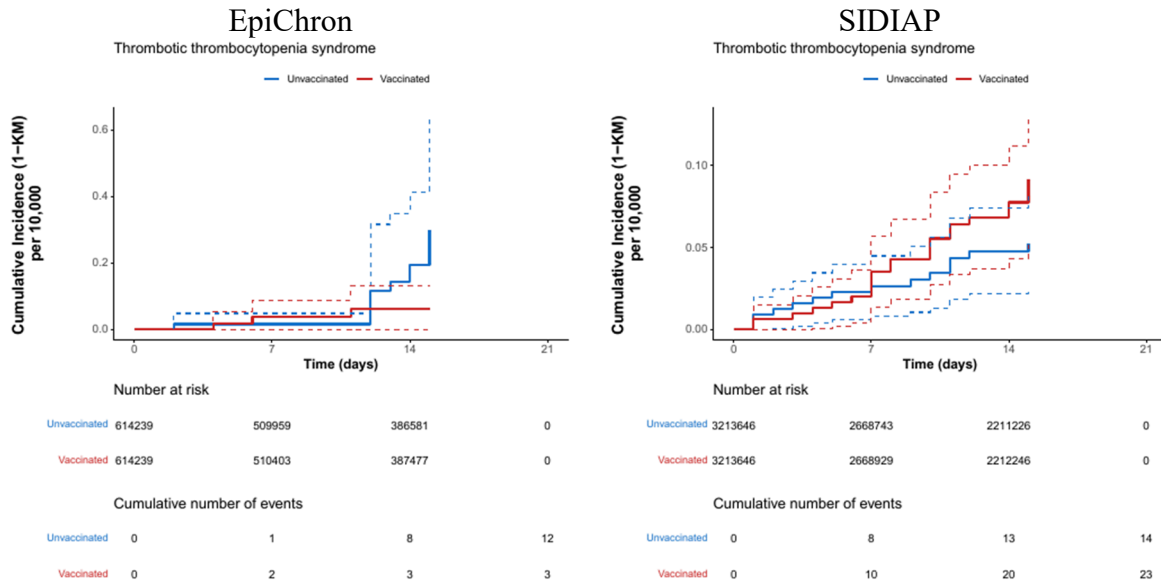 EpiChron
Thrombotic thrombocytopenia syndrome
Unvaccinated Vaccinated
Cumulative Incidence (1−KM)
per 10,000
0.6
0.4
0.2
0.0
0 7 14 21
Time (days)
Number at risk
Unvaccinated 614239 509959 386581 0
Vaccinated 614239 510403 387477 0
Cumulative number of events
Unvaccinated 0 1 8 12
Vaccinated 0 2 3 3
SIDIAP
Thrombotic thrombocytopenia syndrome
Unvaccinated Vaccinated
Cumulative Incidence (1−KM)
per 10,000
0.10
0.05
0.00
0 7 14 21
Time (days)
Number at risk
Unvaccinated 3213646 2668743 2211226 0
Vaccinated 3213646 2668929 2212246 0
Cumulative number of events
Unvaccinated 0 8 13 14
Vaccinated 0 10 20 23